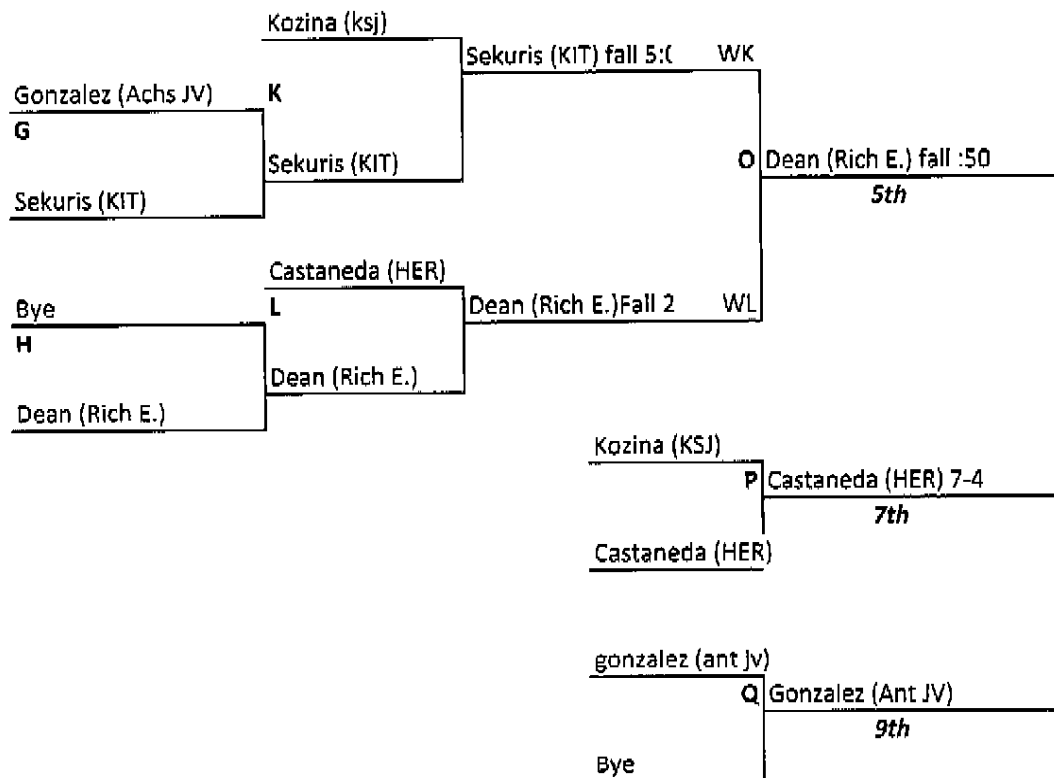 Kozina (ksj)
Sekuris (KIT) fall 5:( WK
Gonzalez (Achs JV) K
G
O Dean (Rich E.) fall :50
Sekuris (KIT)
5th
Sekuris (KIT)
Castaneda (HER)
Bye L Dean (Rich E.)Fall 2 WL
H
Dean (Rich E.)
Dean (Rich E.)
Kozina (KSJ)
P Castaneda (HER) 7-4
7th
Castaneda (HER)
gonzalez (ant Jv)
Q Gonzalez (Ant JV)
9th
Bye